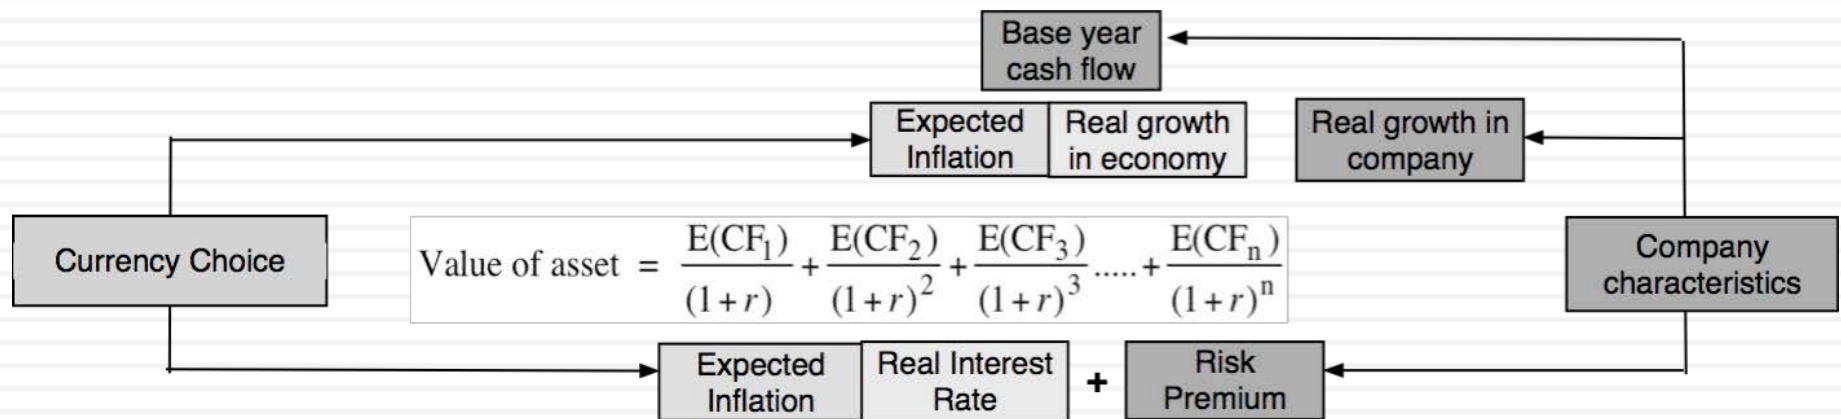 Base year
cash flow
Expected
Inflation
Real growth
in economy
Real growth in
company
Currency Choice
Value of asset = E(CF₁)/(1+r) + E(CF₂)/(1+r)² + E(CF₃)/(1+r)³ ..... + E(CFₙ)/(1+r)ⁿ
Company
characteristics
Expected
Inflation
Real Interest
Rate
+
Risk
Premium